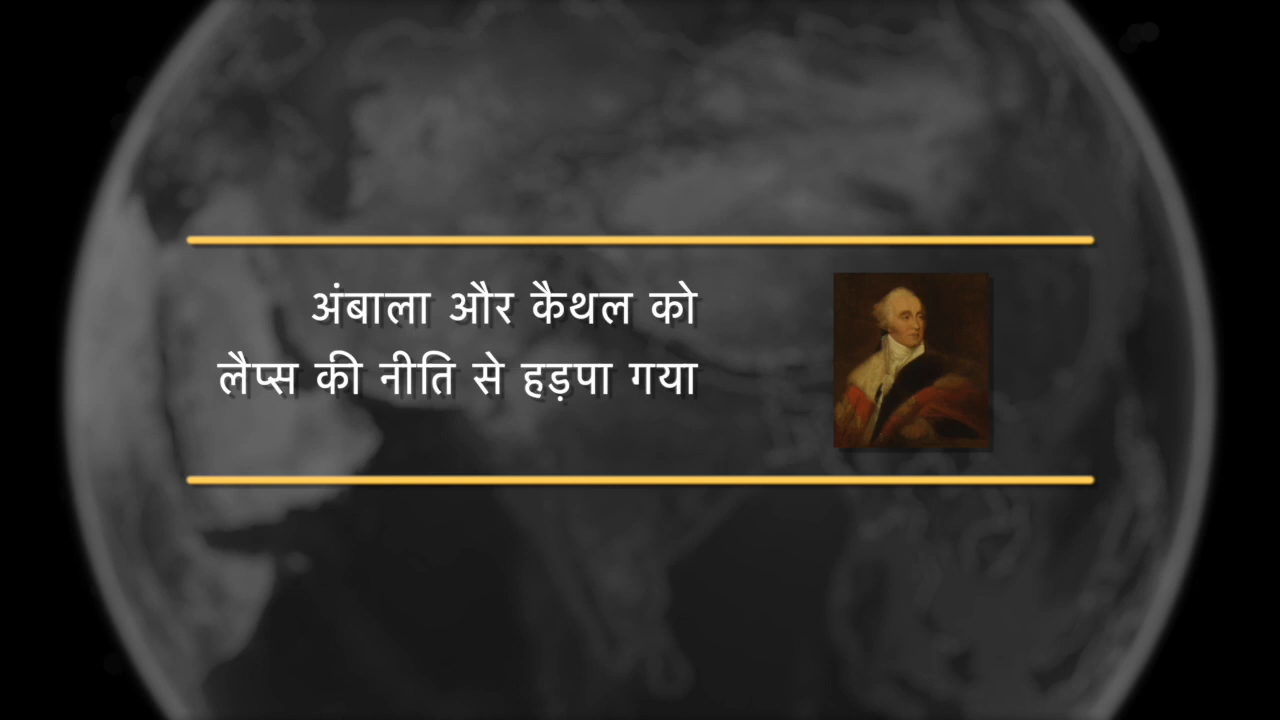 अंबाला और कैथल को
लैप्स की नीति से हड़पा गया